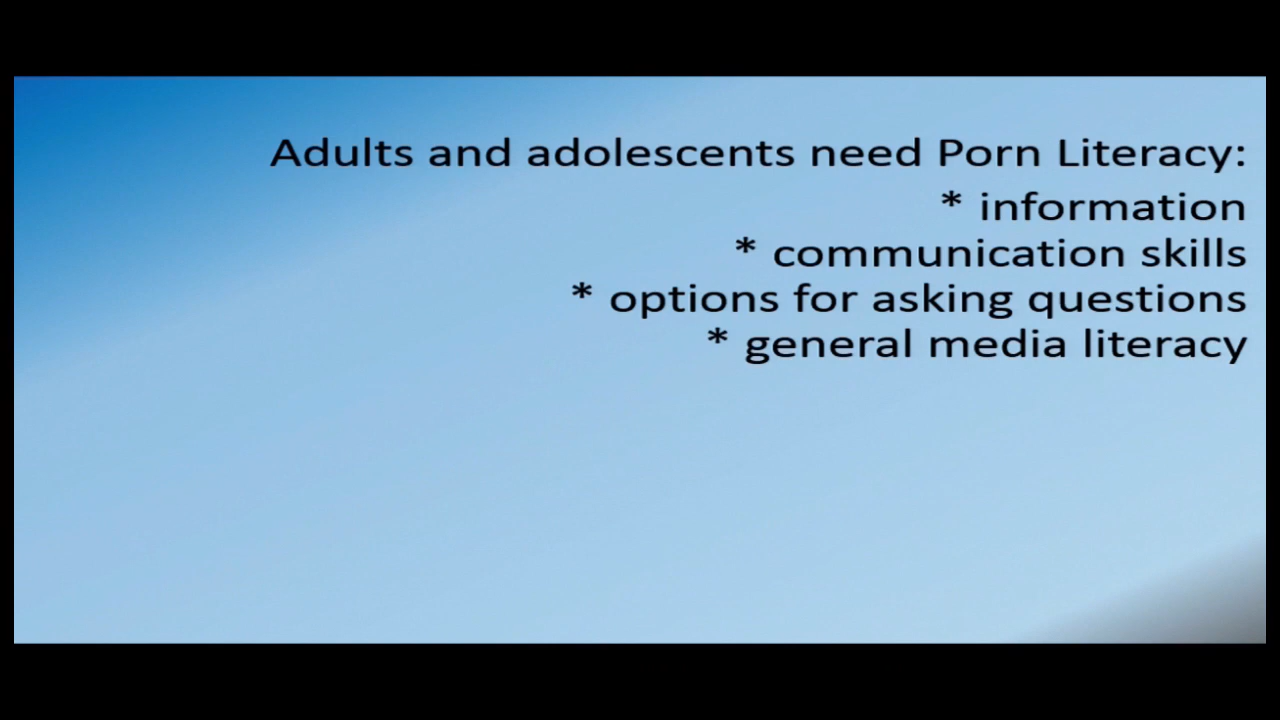 Adults and adolescents need Porn Literacy:
* information
* communication skills
* options for asking questions
* general media literacy